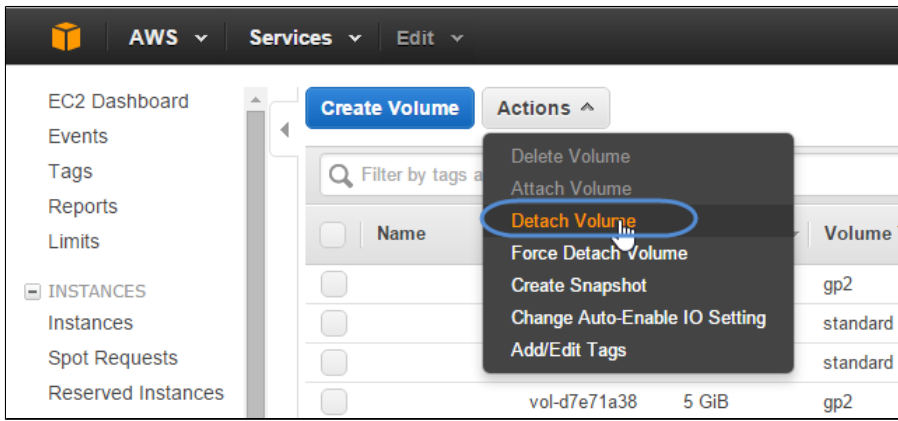 AWS Services Edit
EC2 Dashboard
Events
Tags
Reports
Limits
INSTANCES
Instances
Spot Requests
Reserved Instances
Create Volume Actions
Filter by tags a
Delete Volume
Attach Volume
Detach Volume
Force Detach Volume
Create Snapshot
Change Auto-Enable IO Setting
Add/Edit Tags
Name Volume
gp2
standard
standard
vol-d7e71a38 5 GiB gp2